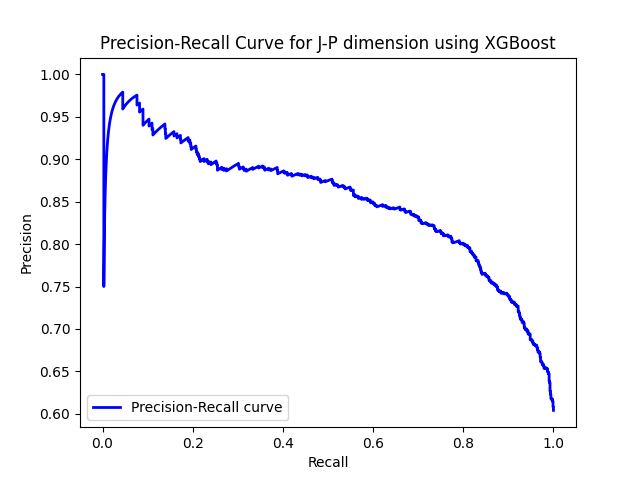 Precision-Recall Curve for J-P dimension using XGBoost
1.00
0.95
0.90
0.85
0.80
0.75
0.70
0.65
0.60
Precision
Precision-Recall curve
0.0 0.2 0.4 0.6 0.8 1.0
Recall